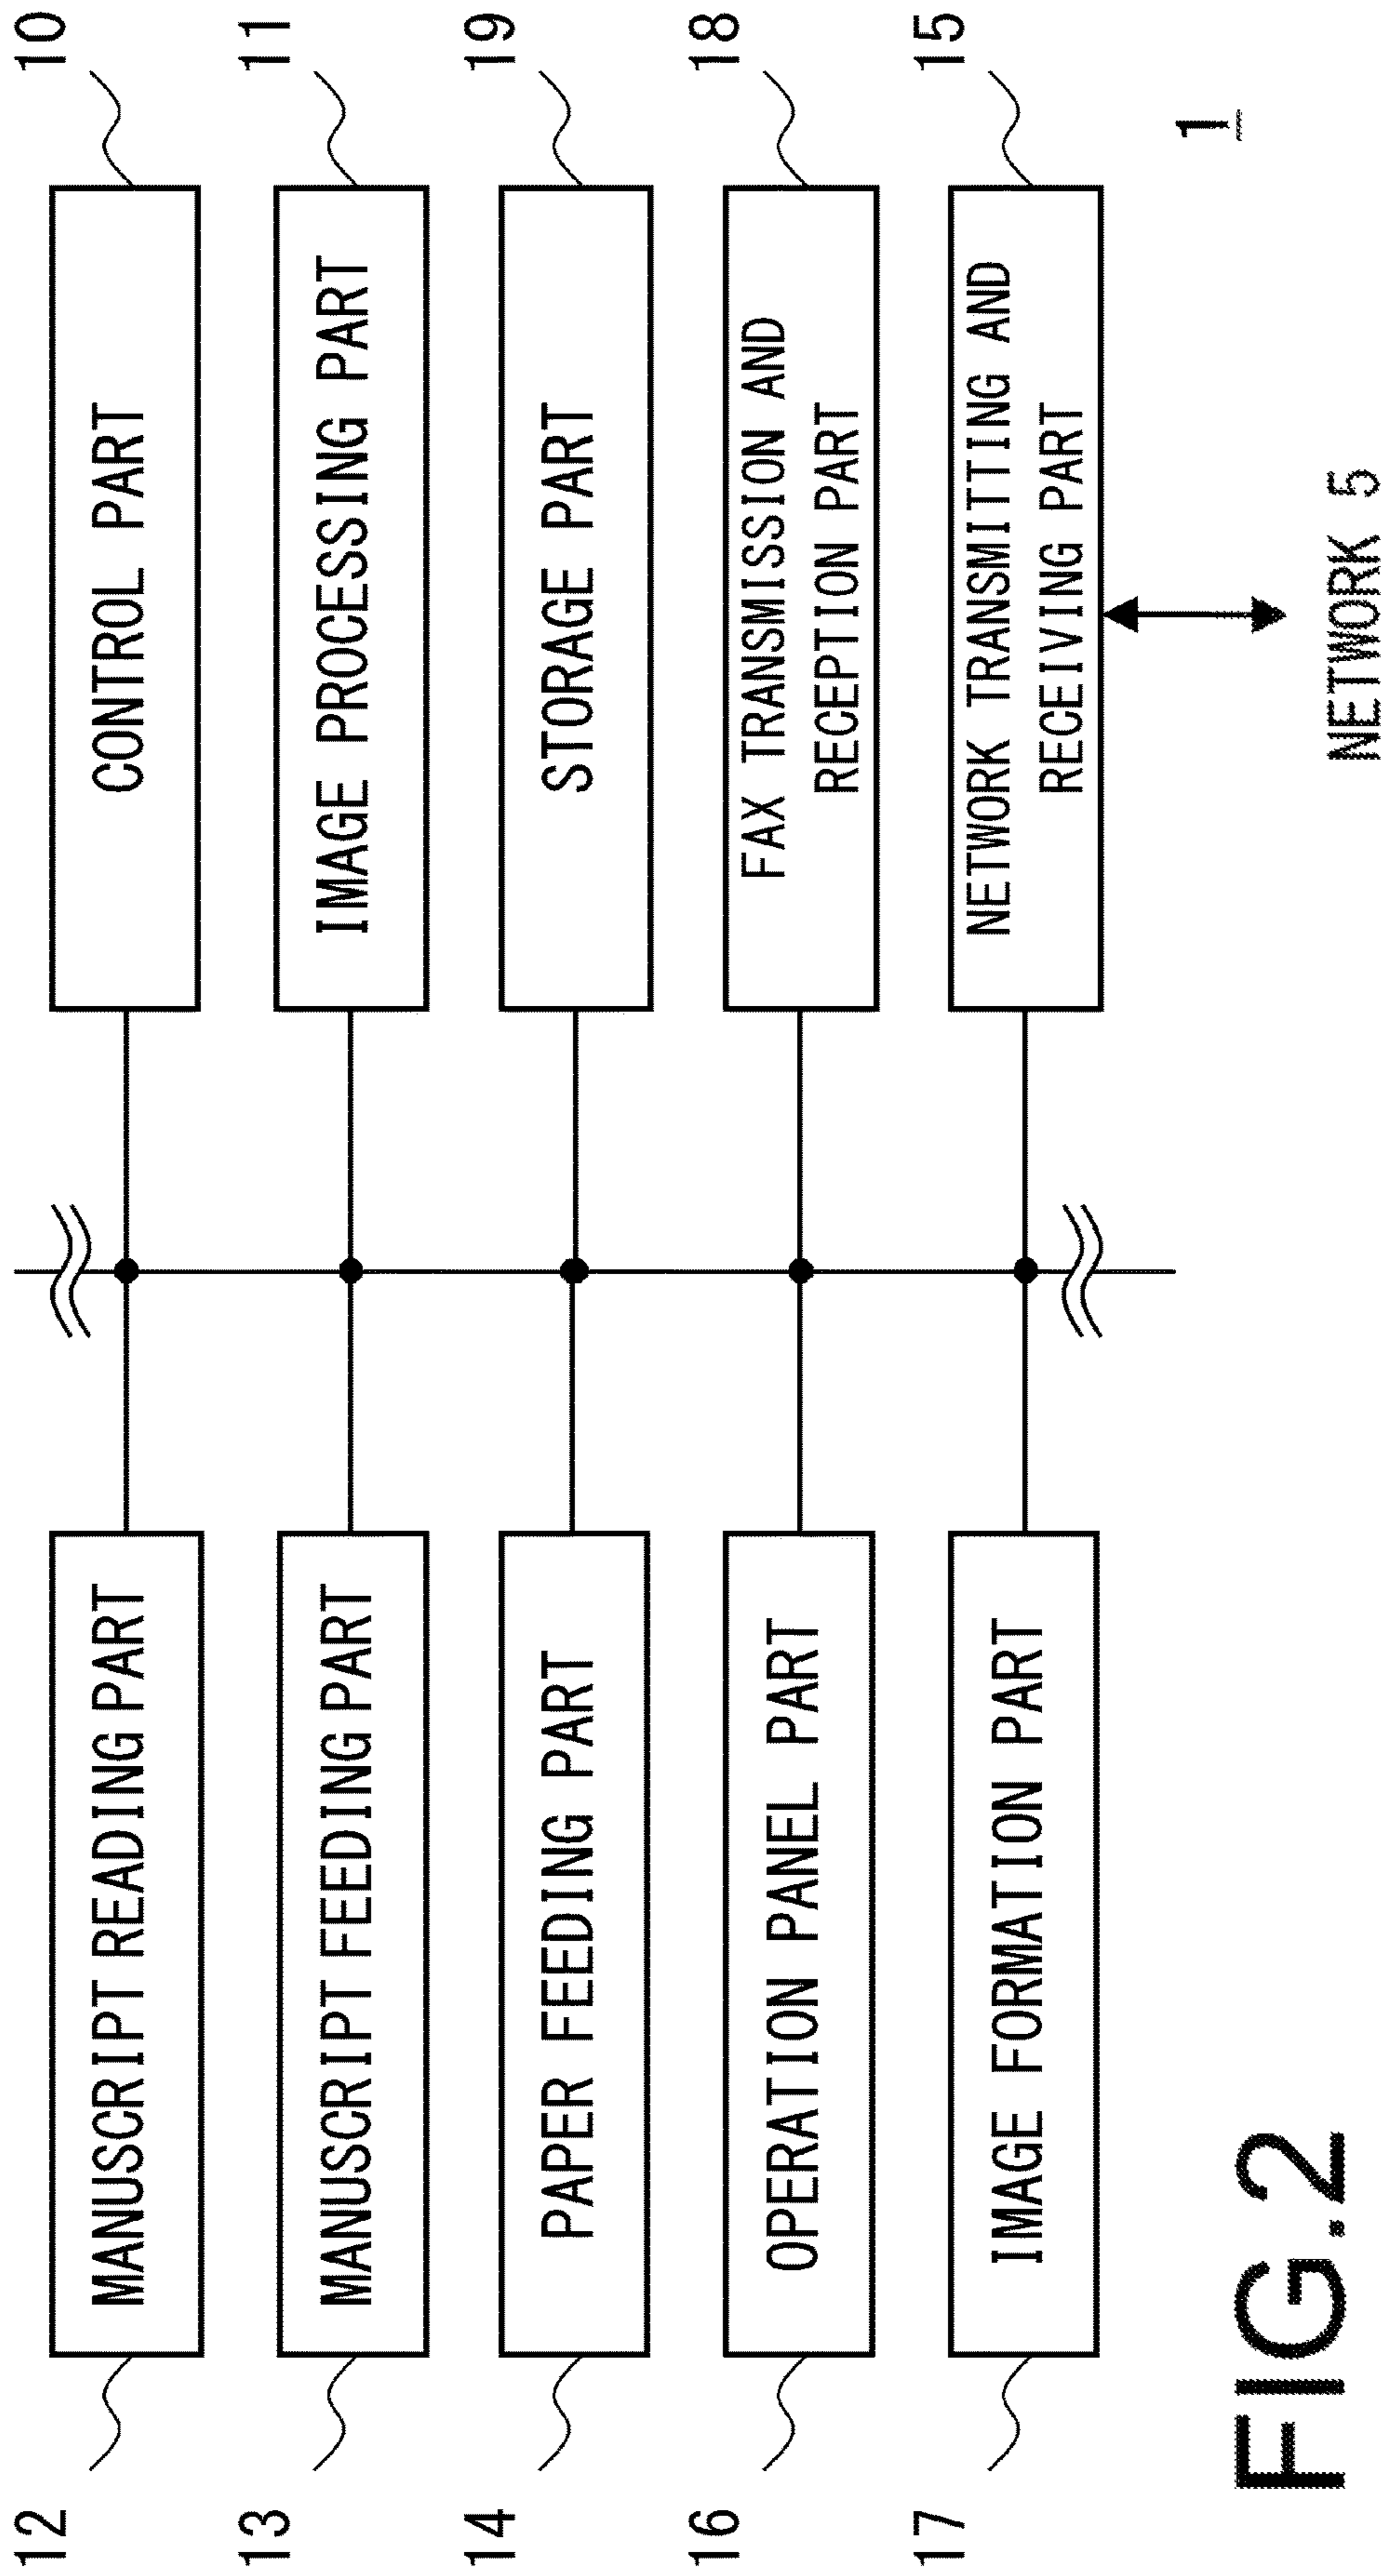 12
MANUSCRIPT READING PART
CONTROL PART
10
13
MANUSCRIPT FEEDING PART
IMAGE PROCESSING PART
11
14
PAPER FEEDING PART
STORAGE PART
19
16
OPERATION PANEL PART
FAX TRANSMISSION AND
RECEPTION PART
18
17
IMAGE FORMATION PART
NETWORK TRANSMITTING AND
RECEIVING PART
15
1
FIG.2
NETWORK 5